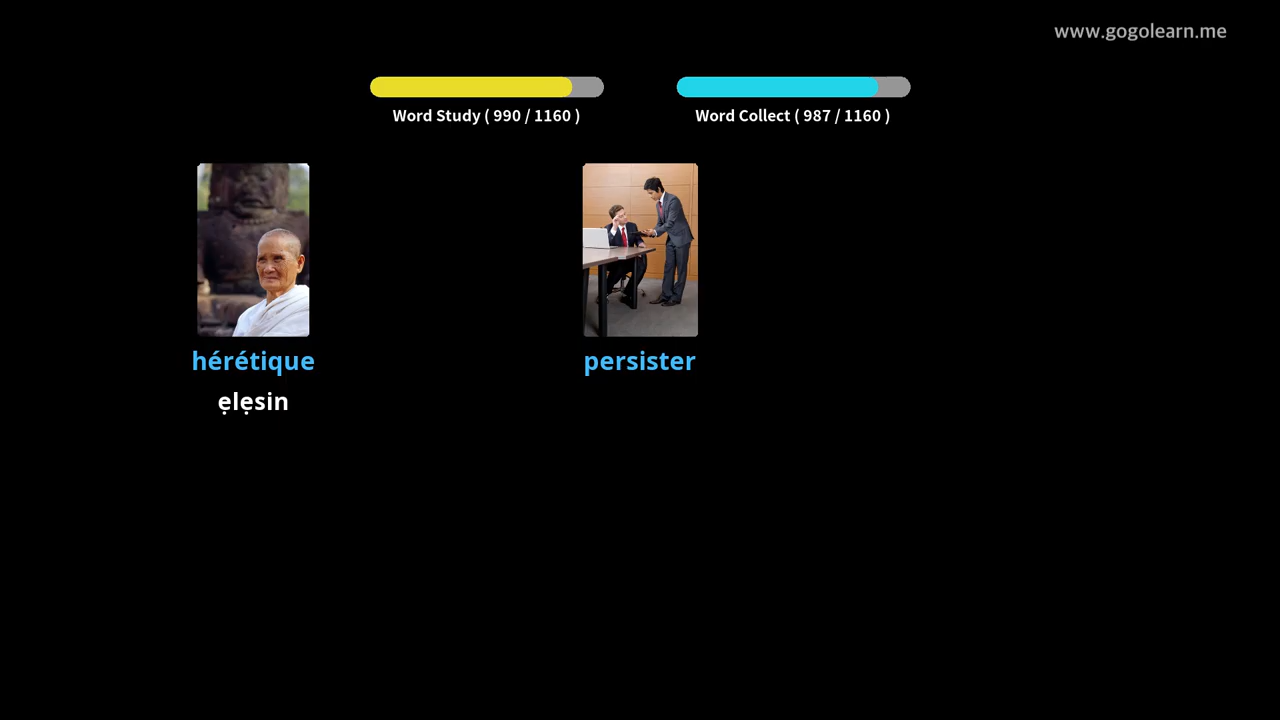 www.gogolearn.me
Word Study ( 990 / 1160 )
Word Collect ( 987 / 1160 )
hérétique
persister
ẹlẹsin